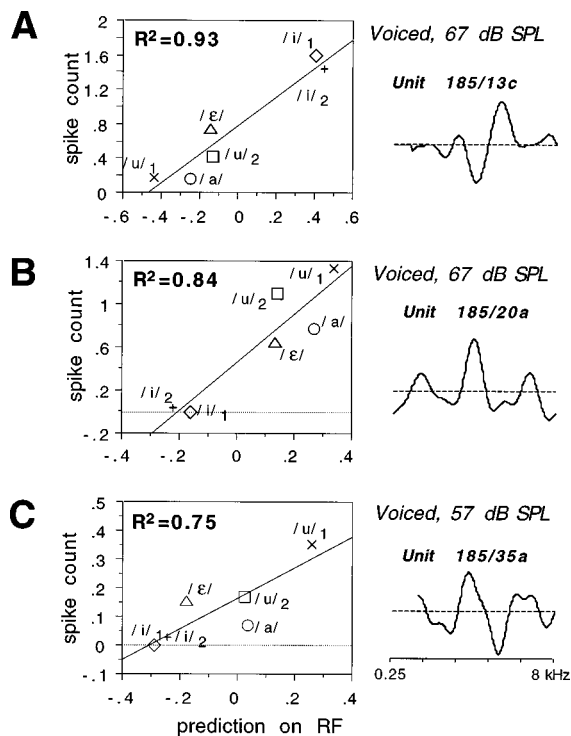 A
R²=0.93
Voiced, 67 dB SPL
Unit 185/13c
spike count
2
1.6
1.2
.8
.4
0
/i/1
/i/2
/ε/
/u/1
/u/2
/a/
-.6 -.4 -.2 0 .2 .4 .6
B
R²=0.84
Voiced, 67 dB SPL
Unit 185/20a
spike count
1.4
1
.6
.2
-.2
/u/1
/u/2
/a/
/ε/
/i/2
/i/1
-.4 -.2 0 .2 .4
C
R²=0.75
Voiced, 57 dB SPL
Unit 185/35a
spike count
.5
.4
.3
.2
.1
0
-.1
/u/1
/ε/
/u/2
/i/1+/i/2
/a/
-.4 -.2 0 .2 .4
0.25 8 kHz
prediction on RF